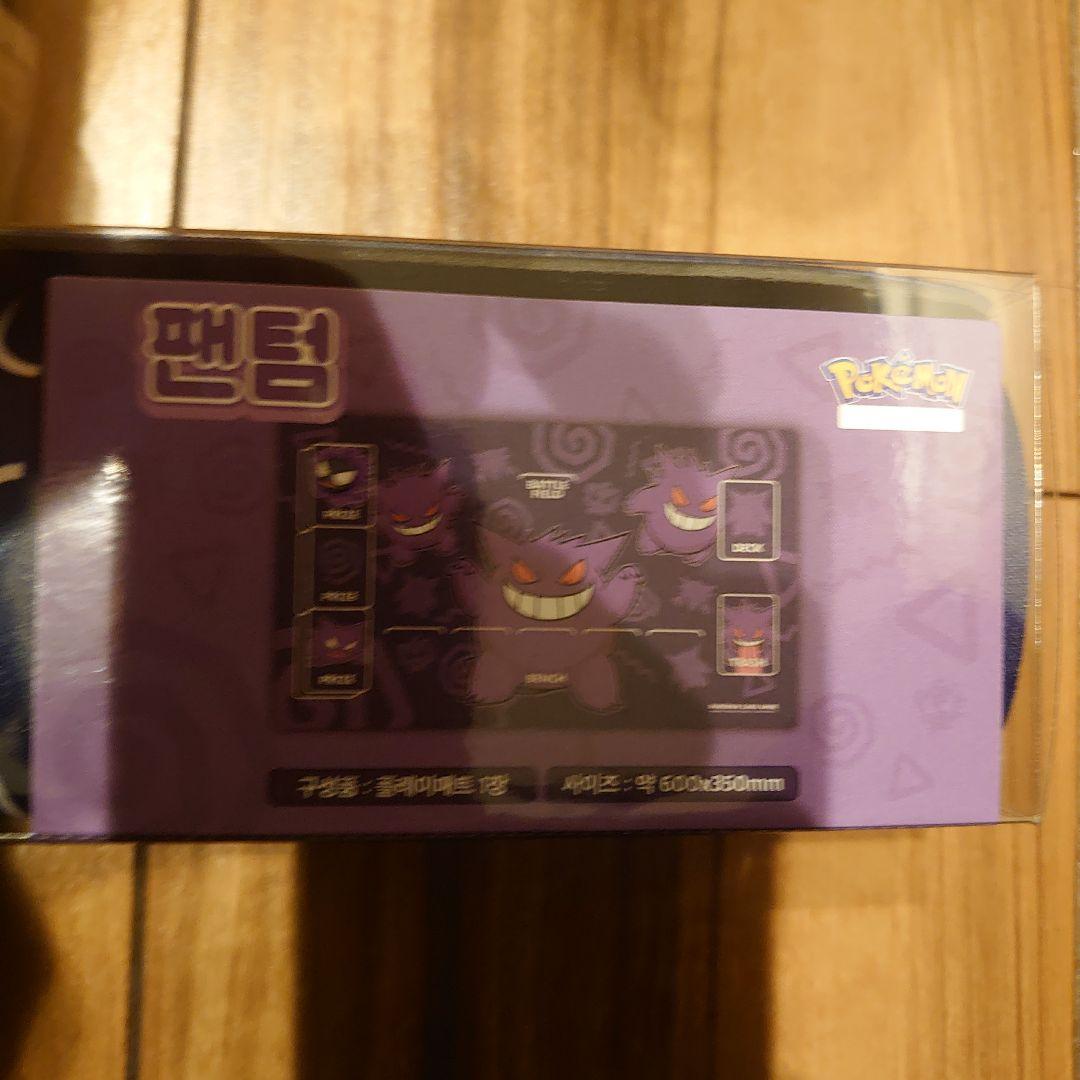 팬텀
Pokémon
BATTLE
FIELD
PRIZE
DECK
PRIZE
PRIZE
TRASH
BENCH
구성품 : 플레이매트 1장
사이즈 : 약 600x350mm